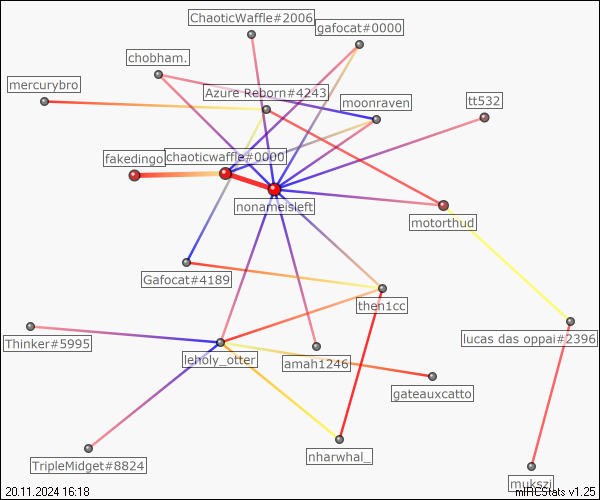 ChaoticWaffle#2006
gafocat#0000
chobham.
mercurybro
Azure Reborn#4243
moonraven
tt532
fakedingo
chaoticwaffle#0000
nonameisleft
motorthud
Gafocat#4189
then1cc
Thinker#5995
leholy_otter
amah1246
lucas das oppai#2396
gateauxcatto
TripleMidget#8824
nharwhal_
mukszi
20.11.2024 16:18
mIRCStats v1.25